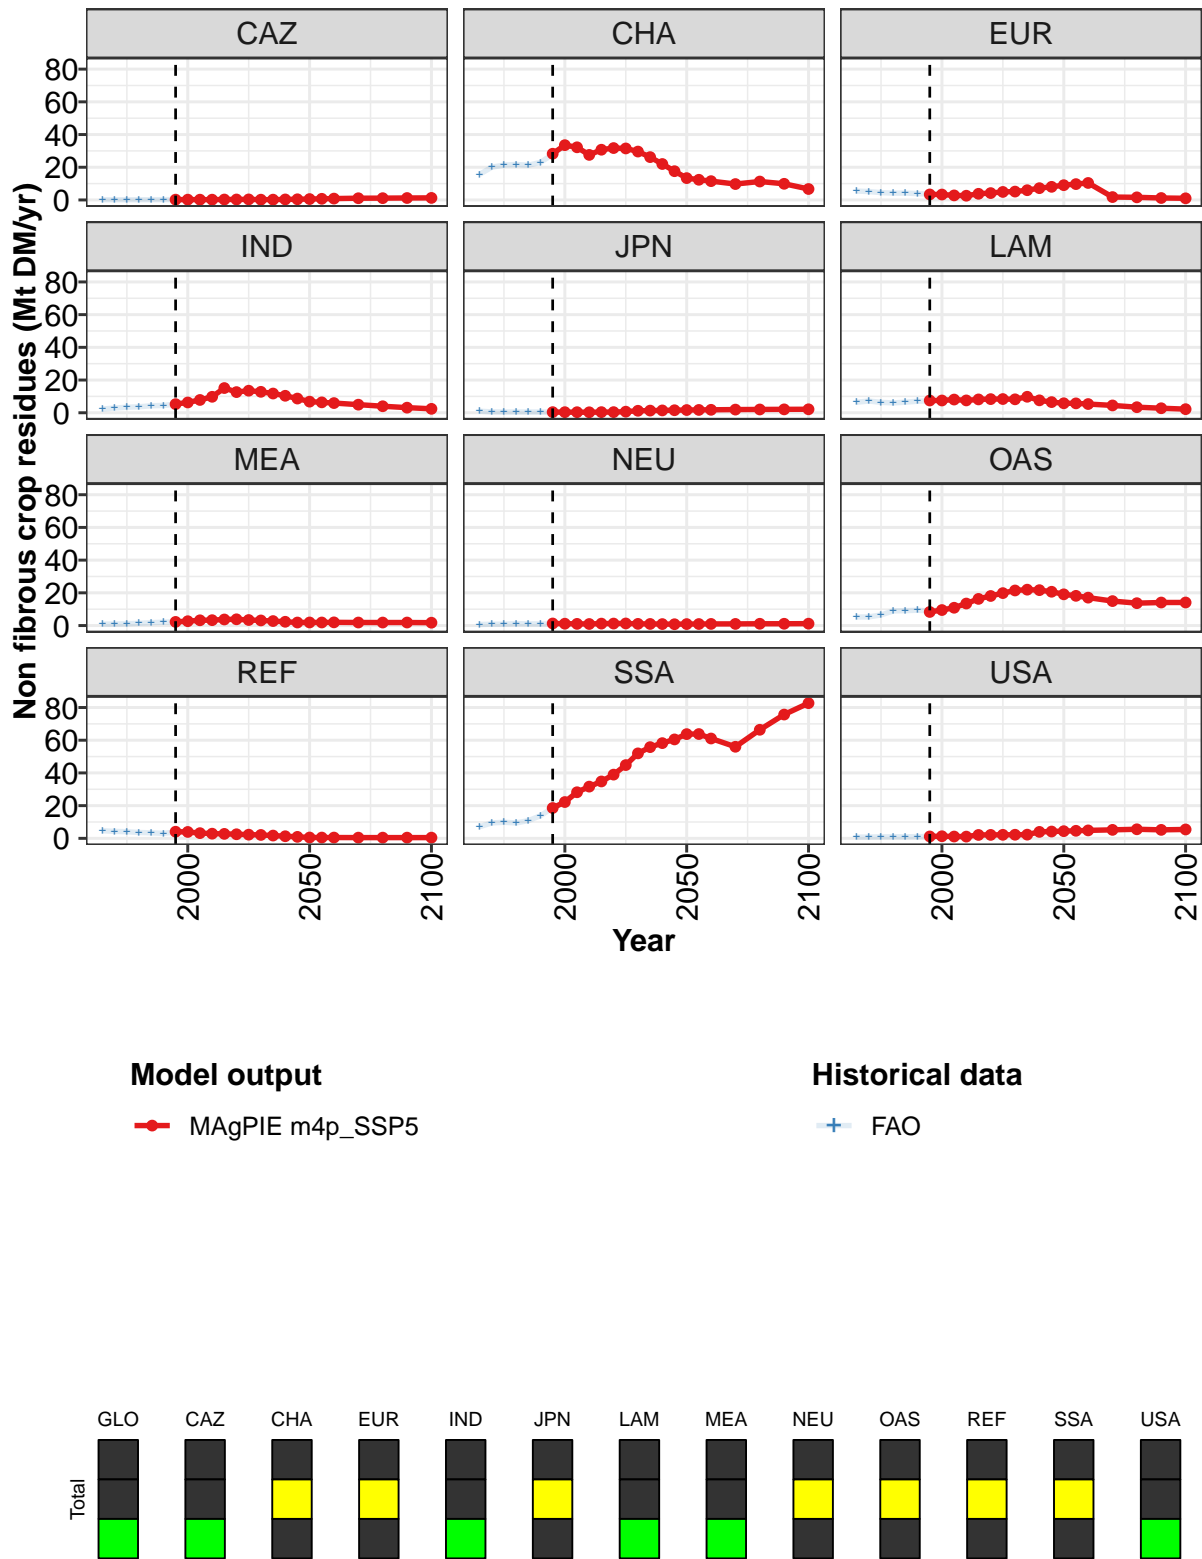 CAZ CHA EUR
80
60
40
20
0
IND JPN LAM
80
60
40
20
0
MEA NEU OAS
80
60
40
20
0
REF SSA USA
80
60
40
20
0
Non fibrous crop residues (Mt DM/yr)
2000 2050 2100 2000 2050 2100 2000 2050 2100
Year
Model output Historical data
MAgPIE m4p_SSP5 FAO
GLO CAZ CHA EUR IND JPN LAM MEA NEU OAS REF SSA USA
Total